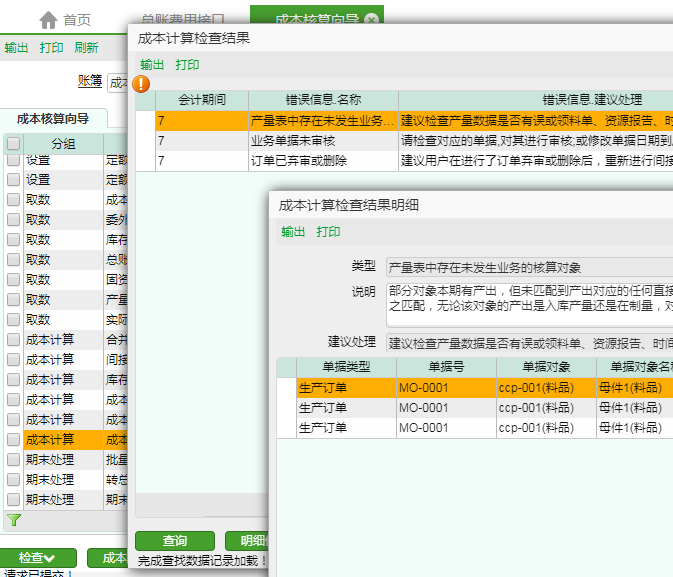 首页
总账费用接口
成本核算向导
输出 打印 刷新
账簿 成本
成本核算向导
分组
设置 定额
设置 定额
取数 成本
取数 委外
取数 库存
取数 总账
取数 固资
取数 产量
取数 实际
成本计算 合并
成本计算 间接
成本计算 库存
成本计算 成本
成本计算 成本
成本计算 成本
期末处理 批量
期末处理 转总
期末处理 期末
检查
成本
请求已提交！
成本计算检查结果
输出 打印
会计期间 错误信息.名称 错误信息.建议处理
7 产量表中存在未发生业务... 建议检查产量数据是否有误或领料单、资源报告、时
7 业务单据未审核 请检查对应的单据,对其进行审核;或修改单据日期到
7 订单已弃审或删除 建议用户在进行了订单弃审或删除后，重新进行间接
查询 明细
完成查找数据记录加载！
成本计算检查结果明细
输出 打印
类型 产量表中存在未发生业务的核算对象
说明 部分对象本期有产出，但未匹配到产出对应的任何直接
之匹配，无论该对象的产出是入库产量还是在制量，对
建议处理 建议检查产量数据是否有误或领料单、资源报告、时间
单据类型 单据号 单据对象 单据对象名称
生产订单 MO-0001 ccp-001(料品) 母件1(料品)
生产订单 MO-0001 ccp-001(料品) 母件1(料品)
生产订单 MO-0001 ccp-001(料品) 母件1(料品)